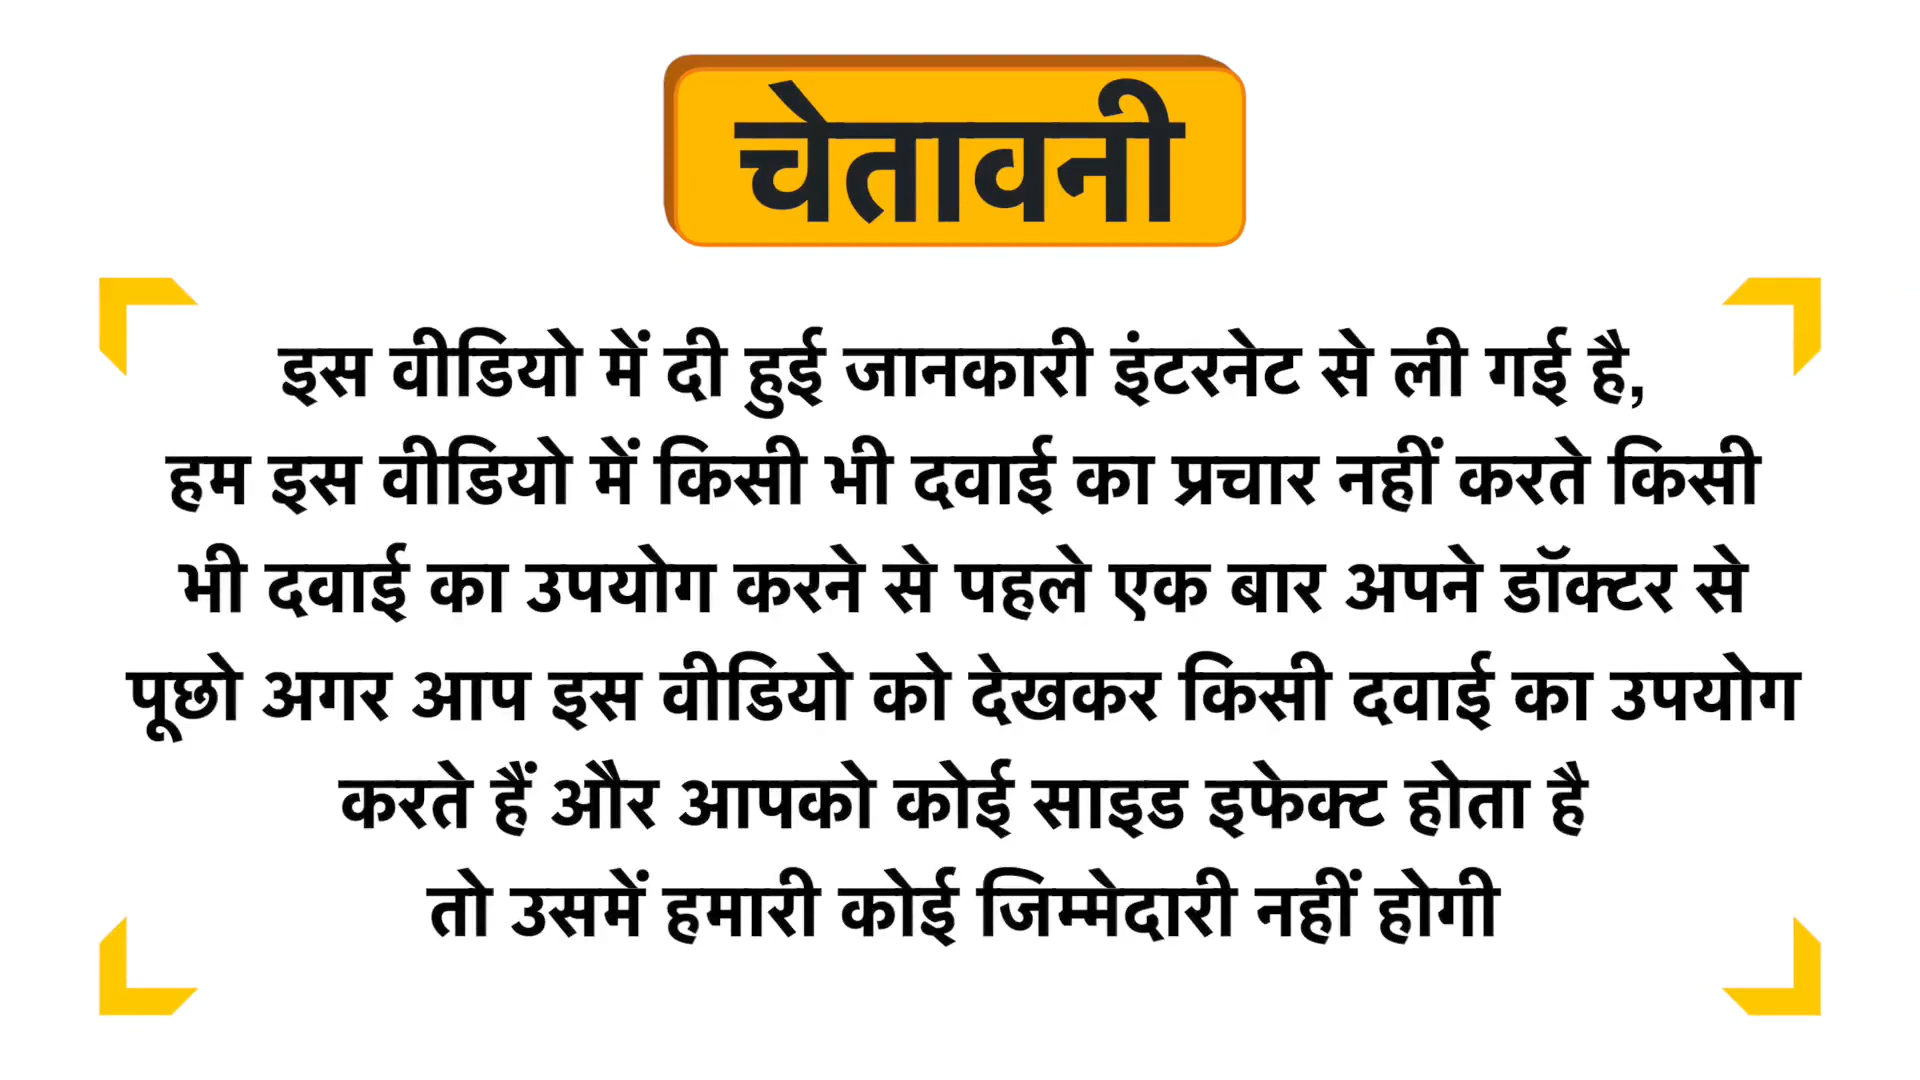 चेतावनी
इस वीडियो में दी हुई जानकारी इंटरनेट से ली गई है,
हम इस वीडियो में किसी भी दवाई का प्रचार नहीं करते किसी
भी दवाई का उपयोग करने से पहले एक बार अपने डॉक्टर से
पूछो अगर आप इस वीडियो को देखकर किसी दवाई का उपयोग
करते हैं और आपको कोई साइड इफेक्ट होता है
तो उसमें हमारी कोई जिम्मेदारी नहीं होगी